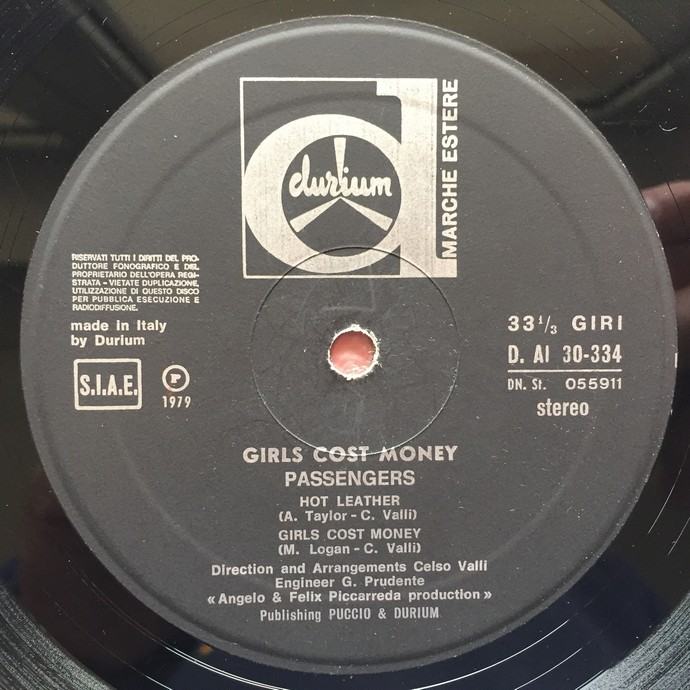 durium
MARCHE ESTERE
RISERVATI TUTTI I DIRITTI DEL PRO-
DUTTORE FONOGRAFICO E DEL
PROPRIETARIO DELL'OPERA REGI-
STRATA - VIETATE DUPLICAZIONE,
UTILIZZAZIONE DI QUESTO DISCO
PER PUBBLICA ESECUZIONE E
RADIODIFFUSIONE.
made in Italy
by Durium
S.I.A.E.
℗
1979
33 1/3 GIRI
D. AI 30-334
DN. St. 055911
stereo
GIRLS COST MONEY
PASSENGERS
HOT LEATHER
(A. Taylor - C. Valli)
GIRLS COST MONEY
(M. Logan - C. Valli)
Direction and Arrangements Celso Valli
Engineer G. Prudente
«Angelo & Felix Piccarreda production»
Publishing PUCCIO & DURIUM